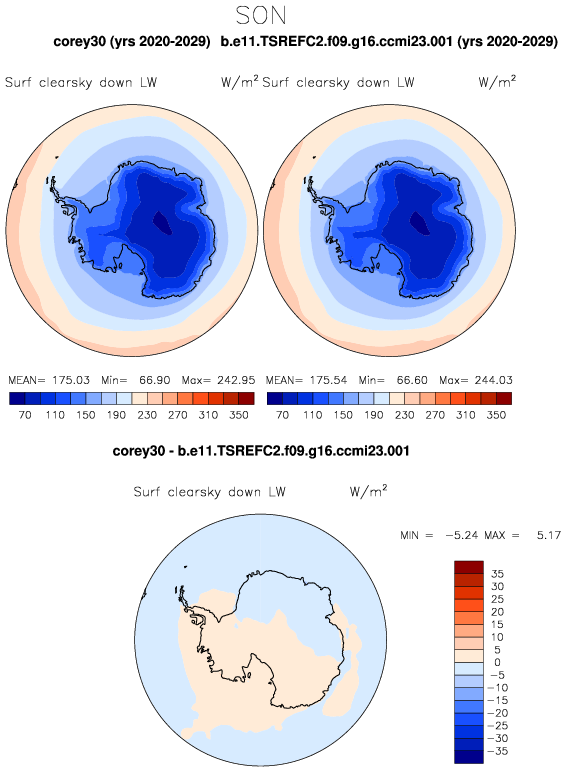 SON
corey30 (yrs 2020-2029) b.e11.TSREFC2.f09.g16.ccmi23.001 (yrs 2020-2029)
Surf clearsky down LW W/m² Surf clearsky down LW W/m²
MEAN= 175.03 Min= 66.90 Max= 242.95 MEAN= 175.54 Min= 66.60 Max= 244.03
70 110 150 190 230 270 310 350 70 110 150 190 230 270 310 350
corey30 - b.e11.TSREFC2.f09.g16.ccmi23.001
Surf clearsky down LW W/m²
MIN = -5.24 MAX = 5.17
35
30
25
20
15
10
5
0
-5
-10
-15
-20
-25
-30
-35